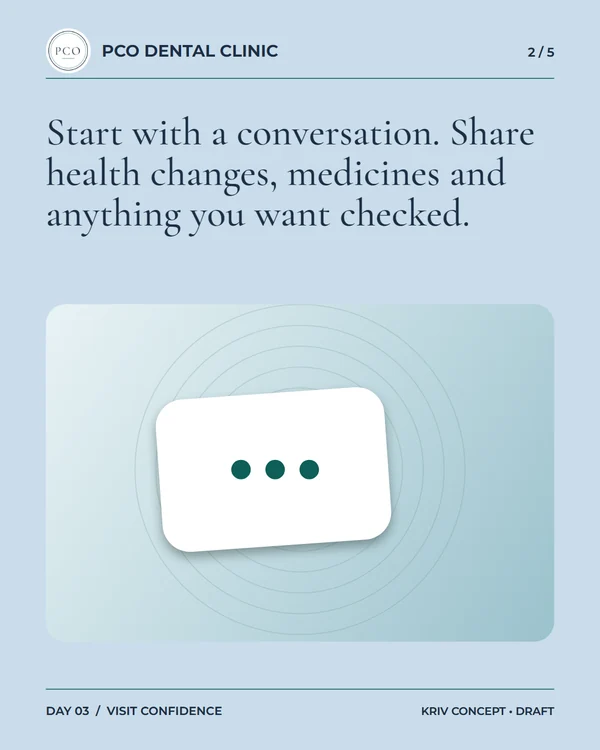 PCO
PCO DENTAL CLINIC
2 / 5
Start with a conversation. Share
health changes, medicines and
anything you want checked.
DAY 03 / VISIT CONFIDENCE
KRIV CONCEPT • DRAFT